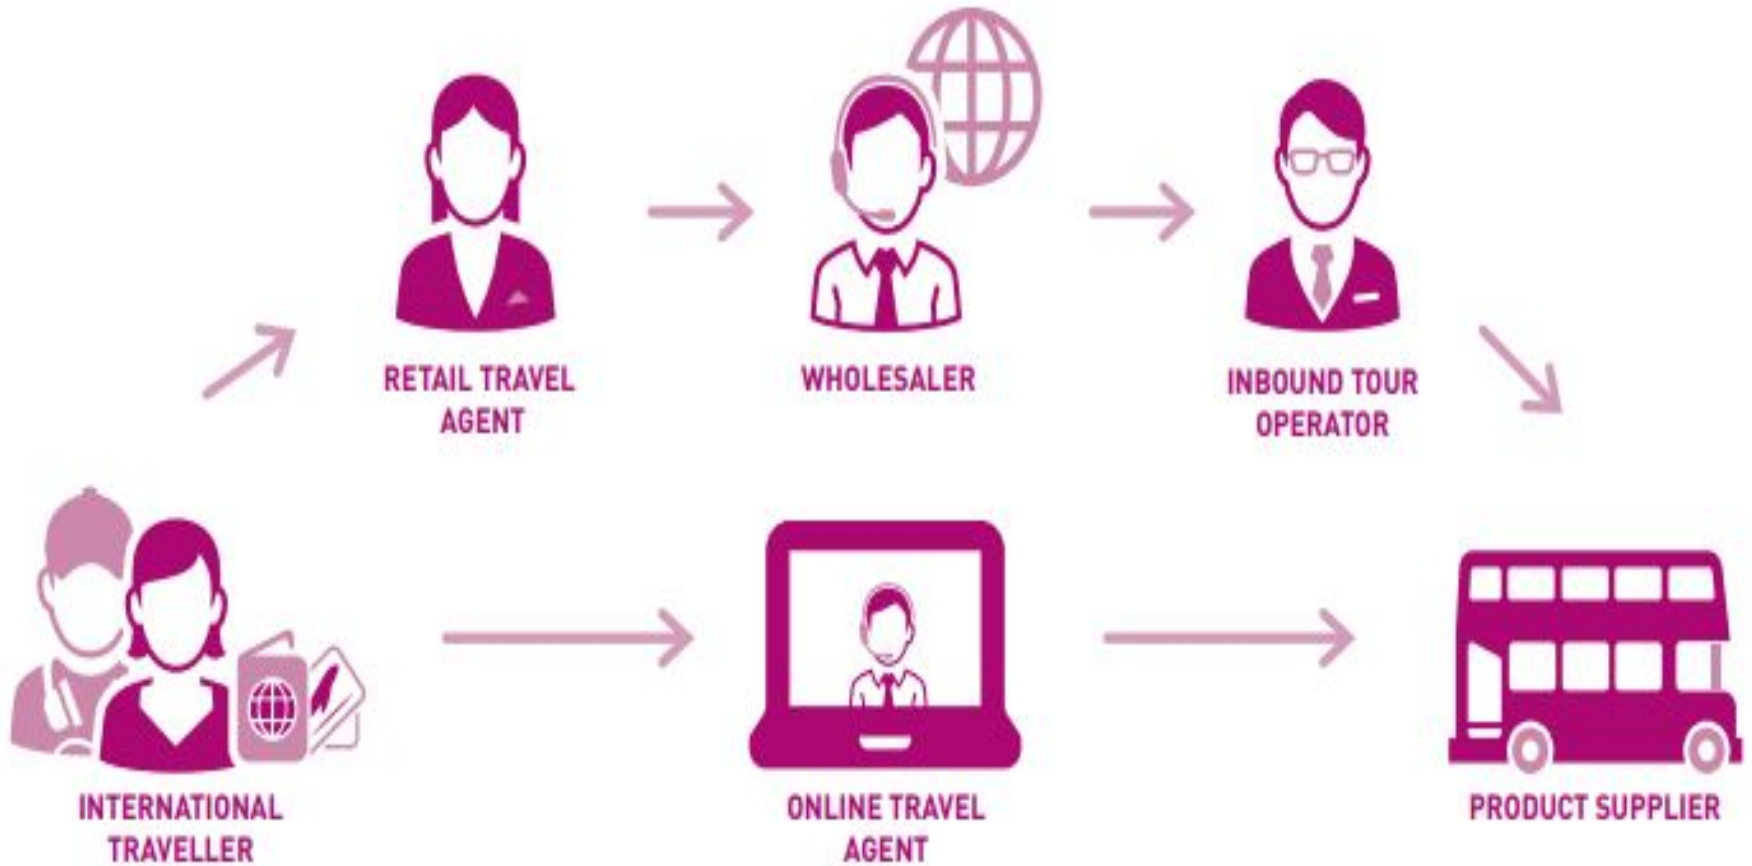 RETAIL TRAVEL
AGENT
WHOLESALER
INBOUND TOUR
OPERATOR
INTERNATIONAL
TRAVELLER
ONLINE TRAVEL
AGENT
PRODUCT SUPPLIER